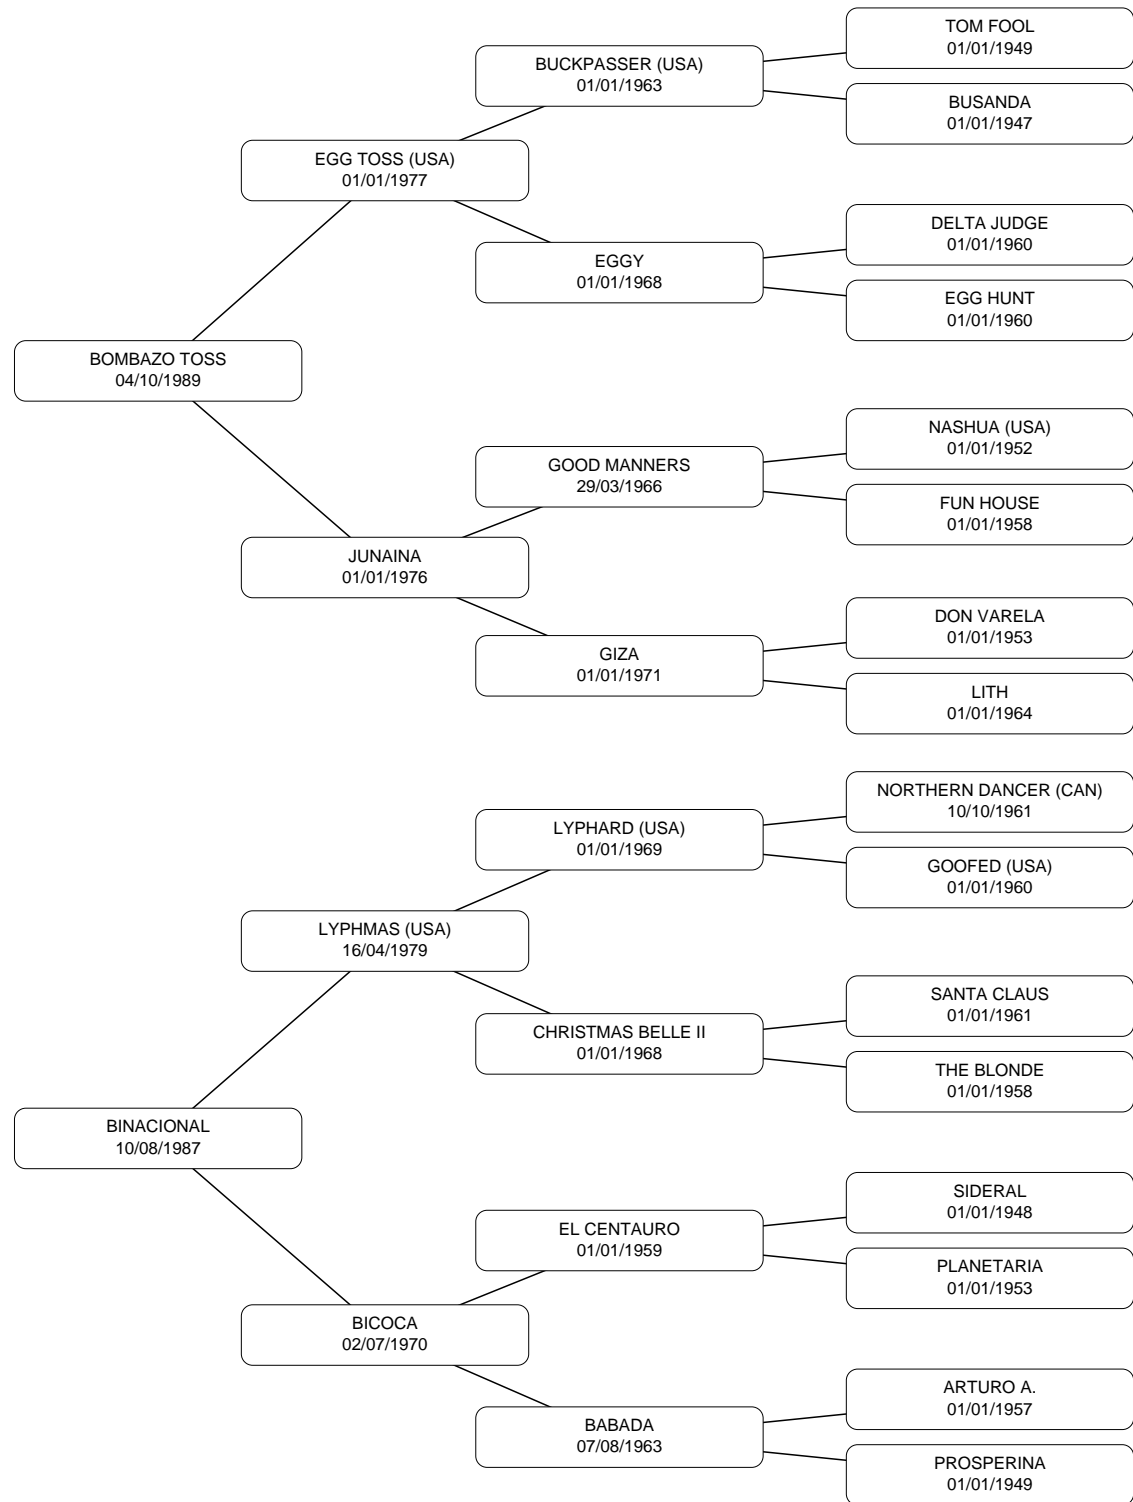 TOM FOOL
01/01/1949
BUCKPASSER (USA)
01/01/1963
BUSANDA
01/01/1947
EGG TOSS (USA)
01/01/1977
DELTA JUDGE
01/01/1960
EGGY
01/01/1968
EGG HUNT
01/01/1960
BOMBAZO TOSS
04/10/1989
NASHUA (USA)
01/01/1952
GOOD MANNERS
29/03/1966
FUN HOUSE
01/01/1958
JUNAINA
01/01/1976
DON VARELA
01/01/1953
GIZA
01/01/1971
LITH
01/01/1964
NORTHERN DANCER (CAN)
10/10/1961
LYPHARD (USA)
01/01/1969
GOOFED (USA)
01/01/1960
LYPHMAS (USA)
16/04/1979
SANTA CLAUS
01/01/1961
CHRISTMAS BELLE II
01/01/1968
THE BLONDE
01/01/1958
BINACIONAL
10/08/1987
SIDERAL
01/01/1948
EL CENTAURO
01/01/1959
PLANETARIA
01/01/1953
BICOCA
02/07/1970
ARTURO A.
01/01/1957
BABADA
07/08/1963
PROSPERINA
01/01/1949